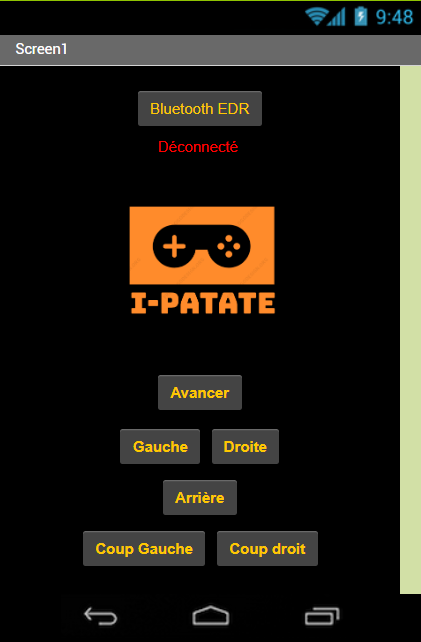 9:48
Screen1
Bluetooth EDR
Déconnecté
I-PATATE
Avancer
Gauche Droite
Arrière
Coup Gauche Coup droit